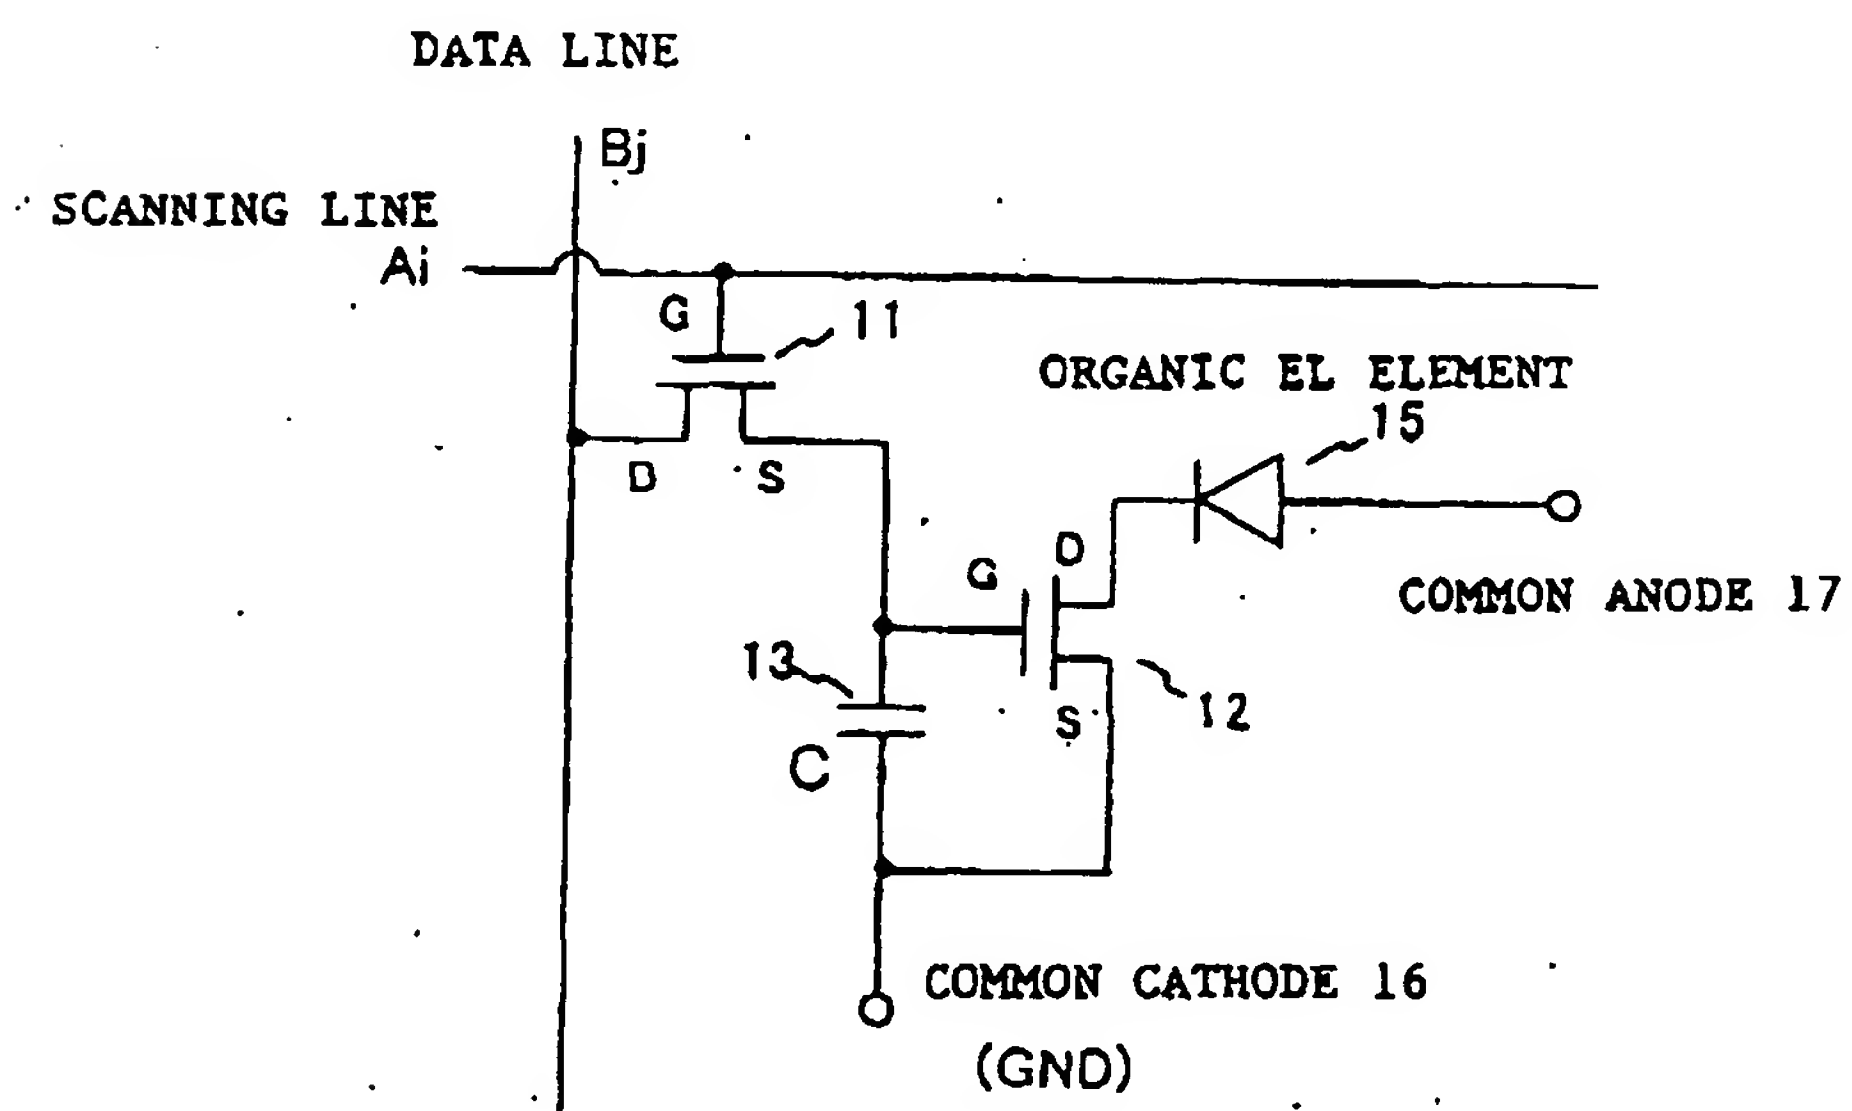 DATA LINE
Bj
SCANNING LINE
Ai
G
11
ORGANIC EL ELEMENT
15
D
S
D
G
COMMON ANODE 17
13
12
S
C
COMMON CATHODE 16
(GND)